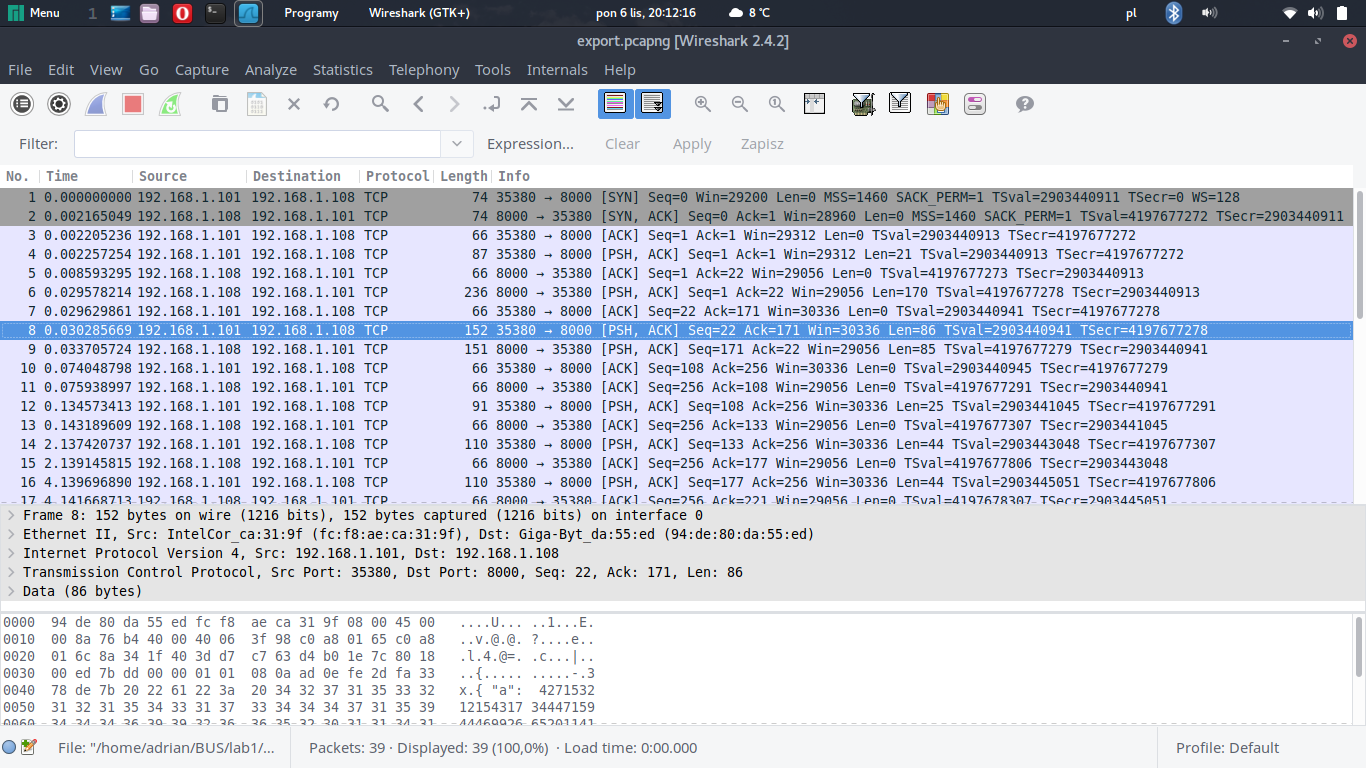 Menu 1 Programy Wireshark (GTK+) pon 6 lis, 20:12:16 8 ℃ pl
export.pcapng [Wireshark 2.4.2]
File Edit View Go Capture Analyze Statistics Telephony Tools Internals Help
Filter: Expression... Clear Apply Zapisz
No. Time Source Destination Protocol Length Info
1 0.000000000 192.168.1.101 192.168.1.108 TCP 74 35380 → 8000 [SYN] Seq=0 Win=29200 Len=0 MSS=1460 SACK_PERM=1 TSval=2903440911 TSecr=0 WS=128
2 0.002165049 192.168.1.108 192.168.1.101 TCP 74 8000 → 35380 [SYN, ACK] Seq=0 Ack=1 Win=28960 Len=0 MSS=1460 SACK_PERM=1 TSval=4197677272 TSecr=2903440911
3 0.002205236 192.168.1.101 192.168.1.108 TCP 66 35380 → 8000 [ACK] Seq=1 Ack=1 Win=29312 Len=0 TSval=2903440913 TSecr=4197677272
4 0.002257254 192.168.1.101 192.168.1.108 TCP 87 35380 → 8000 [PSH, ACK] Seq=1 Ack=1 Win=29312 Len=21 TSval=2903440913 TSecr=4197677272
5 0.008593295 192.168.1.108 192.168.1.101 TCP 66 8000 → 35380 [ACK] Seq=1 Ack=22 Win=29056 Len=0 TSval=4197677273 TSecr=2903440913
6 0.029578214 192.168.1.108 192.168.1.101 TCP 236 8000 → 35380 [PSH, ACK] Seq=1 Ack=22 Win=29056 Len=170 TSval=4197677278 TSecr=2903440913
7 0.029629861 192.168.1.101 192.168.1.108 TCP 66 35380 → 8000 [ACK] Seq=22 Ack=171 Win=30336 Len=0 TSval=2903440941 TSecr=4197677278
8 0.030285669 192.168.1.101 192.168.1.108 TCP 152 35380 → 8000 [PSH, ACK] Seq=22 Ack=171 Win=30336 Len=86 TSval=2903440941 TSecr=4197677278
9 0.033705724 192.168.1.108 192.168.1.101 TCP 151 8000 → 35380 [PSH, ACK] Seq=171 Ack=22 Win=29056 Len=85 TSval=4197677279 TSecr=2903440941
10 0.074048798 192.168.1.101 192.168.1.108 TCP 66 35380 → 8000 [ACK] Seq=108 Ack=256 Win=30336 Len=0 TSval=2903440945 TSecr=4197677279
11 0.075938997 192.168.1.108 192.168.1.101 TCP 66 8000 → 35380 [ACK] Seq=256 Ack=108 Win=29056 Len=0 TSval=4197677291 TSecr=2903440941
12 0.134573413 192.168.1.101 192.168.1.108 TCP 91 35380 → 8000 [PSH, ACK] Seq=108 Ack=256 Win=30336 Len=25 TSval=2903441045 TSecr=4197677291
13 0.143189609 192.168.1.108 192.168.1.101 TCP 66 8000 → 35380 [ACK] Seq=256 Ack=133 Win=29056 Len=0 TSval=4197677307 TSecr=2903441045
14 2.137420737 192.168.1.101 192.168.1.108 TCP 110 35380 → 8000 [PSH, ACK] Seq=133 Ack=256 Win=30336 Len=44 TSval=2903443048 TSecr=4197677307
15 2.139145815 192.168.1.108 192.168.1.101 TCP 66 8000 → 35380 [ACK] Seq=256 Ack=177 Win=29056 Len=0 TSval=4197677806 TSecr=2903443048
16 4.139696890 192.168.1.101 192.168.1.108 TCP 110 35380 → 8000 [PSH, ACK] Seq=177 Ack=256 Win=30336 Len=44 TSval=2903445051 TSecr=4197677806
17 4.141668713 192.168.1.108 192.168.1.101 TCP 66 8000 → 35380 [ACK] Seq=256 Ack=221 Win=29056 Len=0 TSval=4197678307 TSecr=2903445051
Frame 8: 152 bytes on wire (1216 bits), 152 bytes captured (1216 bits) on interface 0
Ethernet II, Src: IntelCor_ca:31:9f (fc:f8:ae:ca:31:9f), Dst: Giga-Byt_da:55:ed (94:de:80:da:55:ed)
Internet Protocol Version 4, Src: 192.168.1.101, Dst: 192.168.1.108
Transmission Control Protocol, Src Port: 35380, Dst Port: 8000, Seq: 22, Ack: 171, Len: 86
Data (86 bytes)
0000 94 de 80 da 55 ed fc f8 ae ca 31 9f 08 00 45 00 ....U... ..1...E.
0010 00 8a 76 b4 40 00 40 06 3f 98 c0 a8 01 65 c0 a8 ..v.@.@. ?....e..
0020 01 6c 8a 34 1f 40 3d d7 c7 63 d4 b0 1e 7c 80 18 .l.4.@=. .c...|..
0030 00 ed 7b dd 00 00 01 01 08 0a ad 0e fe 2d fa 33 ..{..... .....-.3
0040 78 de 7b 20 22 61 22 3a 20 34 32 37 31 35 33 32 x.{ "a": 4271532
0050 31 32 31 35 34 33 31 37 33 34 34 34 37 31 35 39 12154317 34447159
0060 34 34 34 36 39 39 32 36 36 35 32 30 31 31 34 31 44469926 65201141
File: "/home/adrian/BUS/lab1/... Packets: 39 · Displayed: 39 (100,0%) · Load time: 0:00.000 Profile: Default